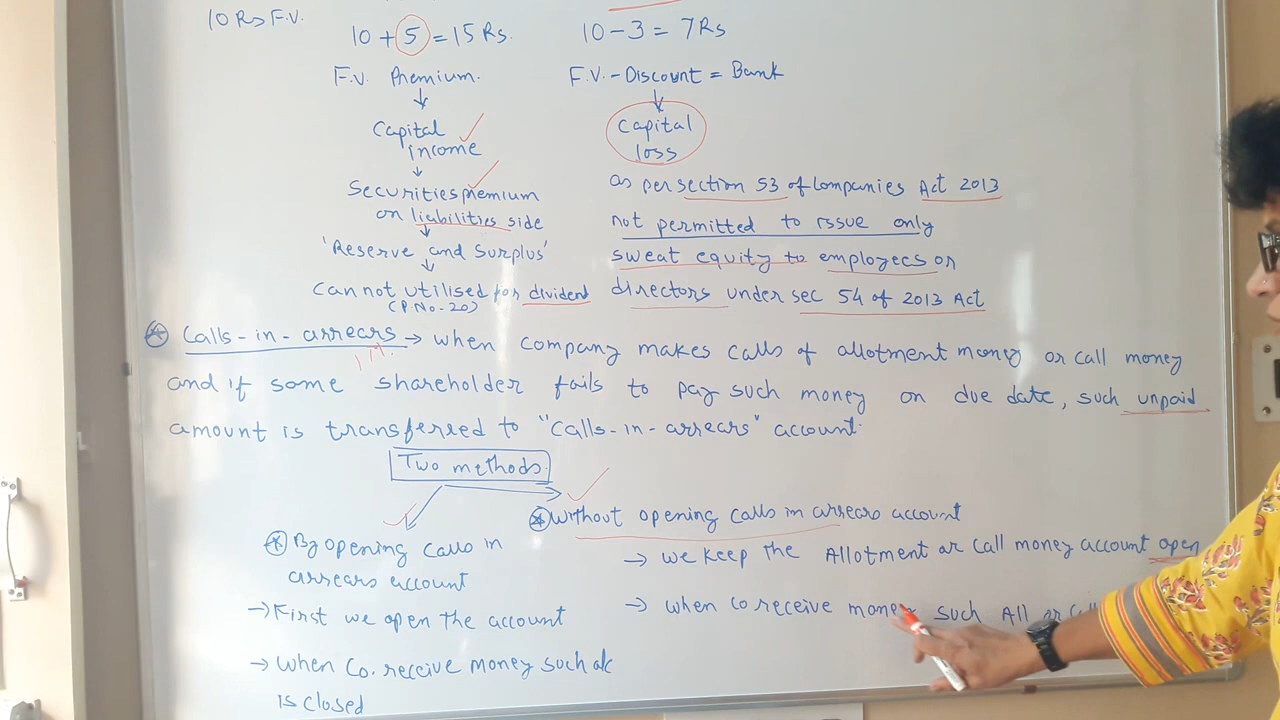 10 Rs F.V.
10 + 5 = 15 Rs.
F.V. Premium.
Capital
income
Securities premium
on liabilities side
'Reserve and Surplus'
Can not utilised for dividend
(P.No-20)
10 - 3 = 7 Rs
F.V. - Discount = Bank
Capital
loss
as per section 53 of Companies Act 2013
not permitted to issue only
sweat equity to employees or
directors under sec 54 of 2013 Act
Calls-in-arrears → when company makes calls of allotment money or call money
and if some shareholder fails to pay such money on due date, such unpaid
amount is transferred to "Calls-in-arrears" account.
Two methods
By opening Calls in
arrears account
→ First we open the account
→ when Co. receive money such a/c
is closed
without opening calls in arrears account
→ we keep the Allotment or Call money account open
→ when Co receive money such All or